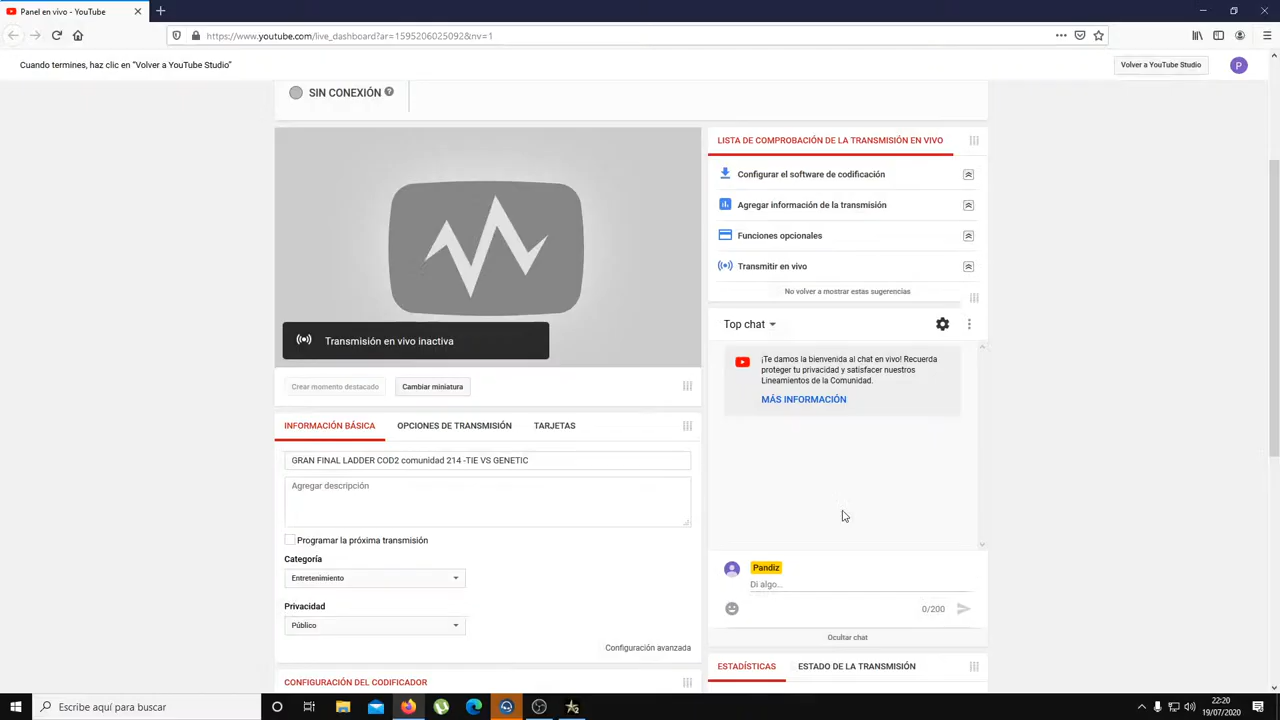 Panel en vivo - YouTube
https://www.youtube.com/live_dashboard?ar=1595206025092&nv=1
Cuando termines, haz clic en "Volver a YouTube Studio"
Volver a YouTube Studio
P
SIN CONEXIÓN
Transmisión en vivo inactiva
Crear momento destacado
Cambiar miniatura
INFORMACIÓN BÁSICA
OPCIONES DE TRANSMISIÓN
TARJETAS
GRAN FINAL LADDER COD2 comunidad 214 -TIE VS GENETIC
Agregar descripción
Programar la próxima transmisión
Categoría
Entretenimiento
Privacidad
Público
Configuración avanzada
CONFIGURACIÓN DEL CODIFICADOR
LISTA DE COMPROBACIÓN DE LA TRANSMISIÓN EN VIVO
Configurar el software de codificación
Agregar información de la transmisión
Funciones opcionales
Transmitir en vivo
No volver a mostrar estas sugerencias
Top chat
¡Te damos la bienvenida al chat en vivo! Recuerda
proteger tu privacidad y satisfacer nuestros
Lineamientos de la Comunidad.
MÁS INFORMACIÓN
Pandiz
Di algo...
0/200
Ocultar chat
ESTADÍSTICAS
ESTADO DE LA TRANSMISIÓN
Escribe aquí para buscar
22:20
19/07/2020